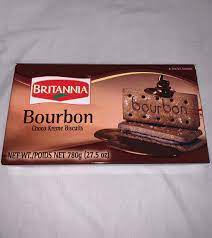 BRITANNIA
Bourbon
Choco Kreme Biscuits
NET WT./POIDS NET 780g (27.5 oz)
bourbon